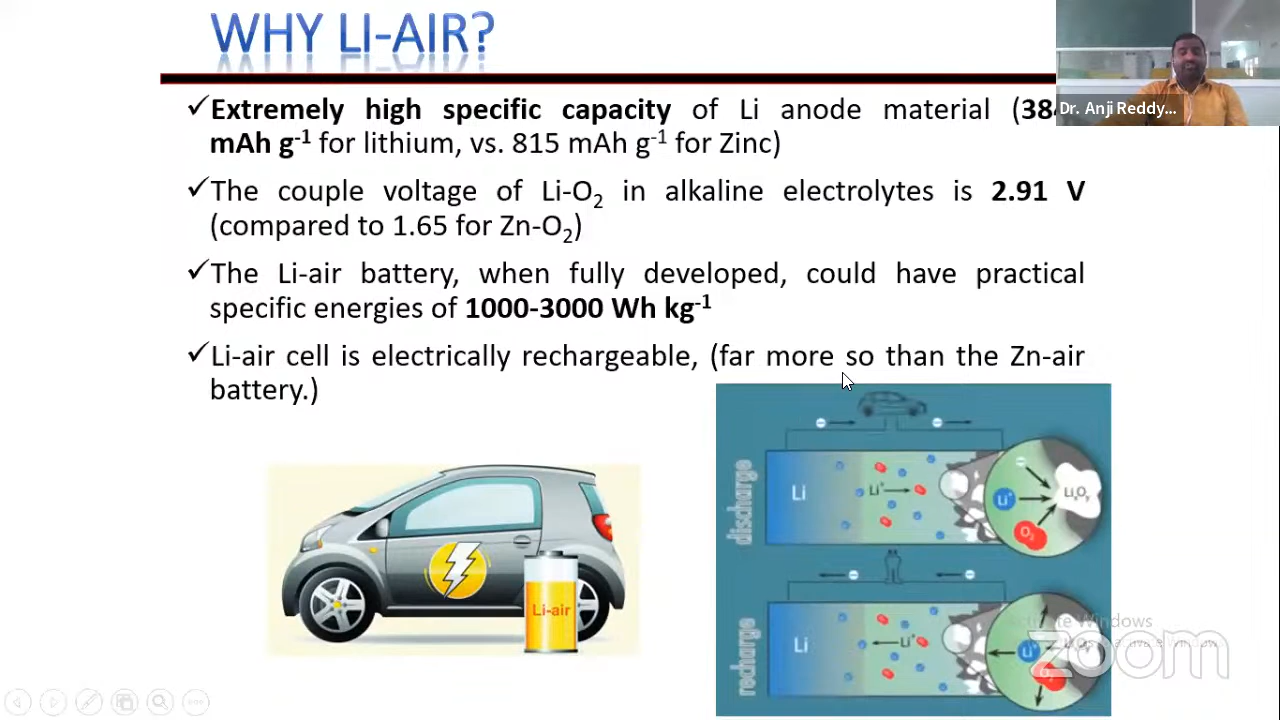 WHY LI-AIR?
Dr. Anji Reddy...
✓Extremely high specific capacity of Li anode material (384
mAh g-1 for lithium, vs. 815 mAh g-1 for Zinc)
✓The couple voltage of Li-O2 in alkaline electrolytes is 2.91 V
(compared to 1.65 for Zn-O2)
✓The Li-air battery, when fully developed, could have practical
specific energies of 1000-3000 Wh kg-1
✓Li-air cell is electrically rechargeable, (far more so than the Zn-air
battery.)
Li-air
discharge
Li
Li+
Li+
O2
LixOy
recharge
Li
Li+
Li+
O2
Windows
zoom